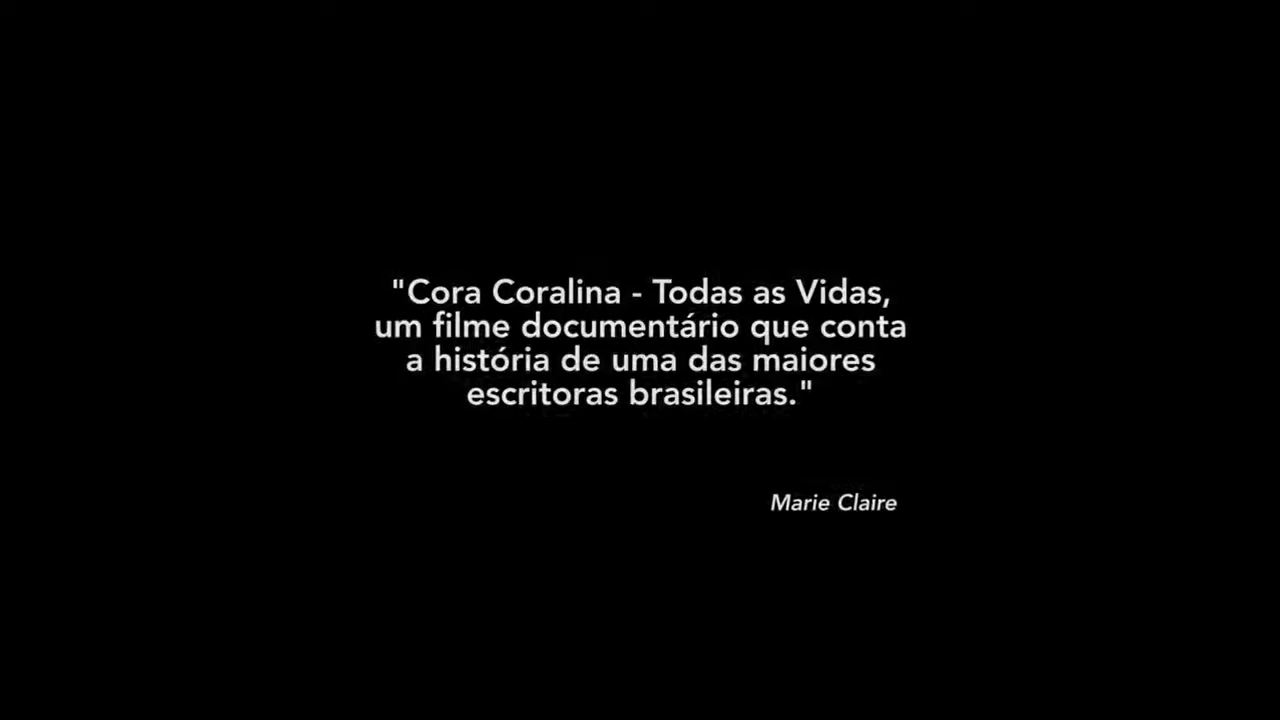 "Cora Coralina - Todas as Vidas,
um filme documentário que conta
a história de uma das maiores
escritoras brasileiras."
Marie Claire